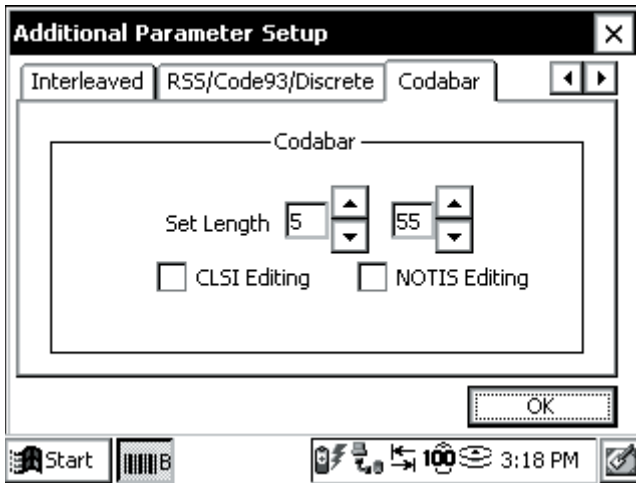 Additional Parameter Setup
Interleaved RSS/Code93/Discrete Codabar
Codabar
Set Length 5 55
CLSI Editing NOTIS Editing
OK
Start B 100 3:18 PM